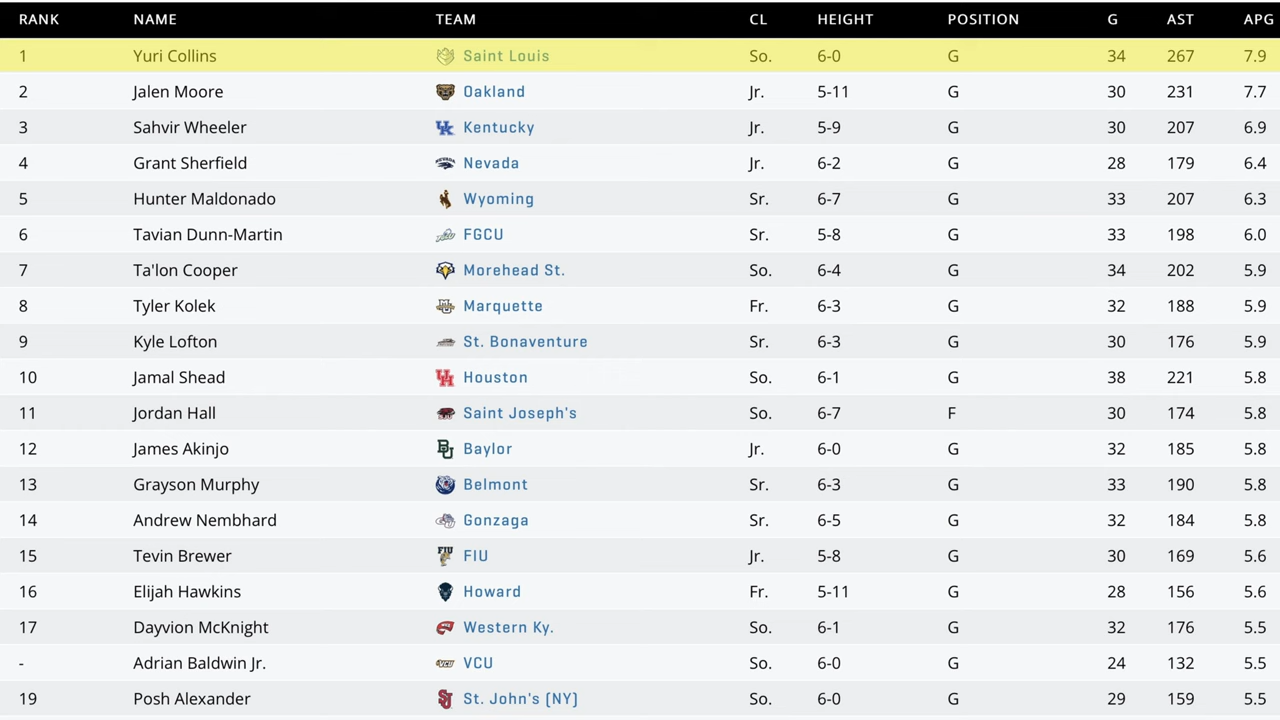 RANK NAME TEAM CL HEIGHT POSITION G AST APG
1 Yuri Collins Saint Louis So. 6-0 G 34 267 7.9
2 Jalen Moore Oakland Jr. 5-11 G 30 231 7.7
3 Sahvir Wheeler Kentucky Jr. 5-9 G 30 207 6.9
4 Grant Sherfield Nevada Jr. 6-2 G 28 179 6.4
5 Hunter Maldonado Wyoming Sr. 6-7 G 33 207 6.3
6 Tavian Dunn-Martin FGCU Sr. 5-8 G 33 198 6.0
7 Ta'lon Cooper Morehead St. So. 6-4 G 34 202 5.9
8 Tyler Kolek Marquette Fr. 6-3 G 32 188 5.9
9 Kyle Lofton St. Bonaventure Sr. 6-3 G 30 176 5.9
10 Jamal Shead Houston So. 6-1 G 38 221 5.8
11 Jordan Hall Saint Joseph's So. 6-7 F 30 174 5.8
12 James Akinjo Baylor Jr. 6-0 G 32 185 5.8
13 Grayson Murphy Belmont Sr. 6-3 G 33 190 5.8
14 Andrew Nembhard Gonzaga Sr. 6-5 G 32 184 5.8
15 Tevin Brewer FIU Jr. 5-8 G 30 169 5.6
16 Elijah Hawkins Howard Fr. 5-11 G 28 156 5.6
17 Dayvion McKnight Western Ky. So. 6-1 G 32 176 5.5
- Adrian Baldwin Jr. VCU So. 6-0 G 24 132 5.5
19 Posh Alexander St. John's (NY) So. 6-0 G 29 159 5.5